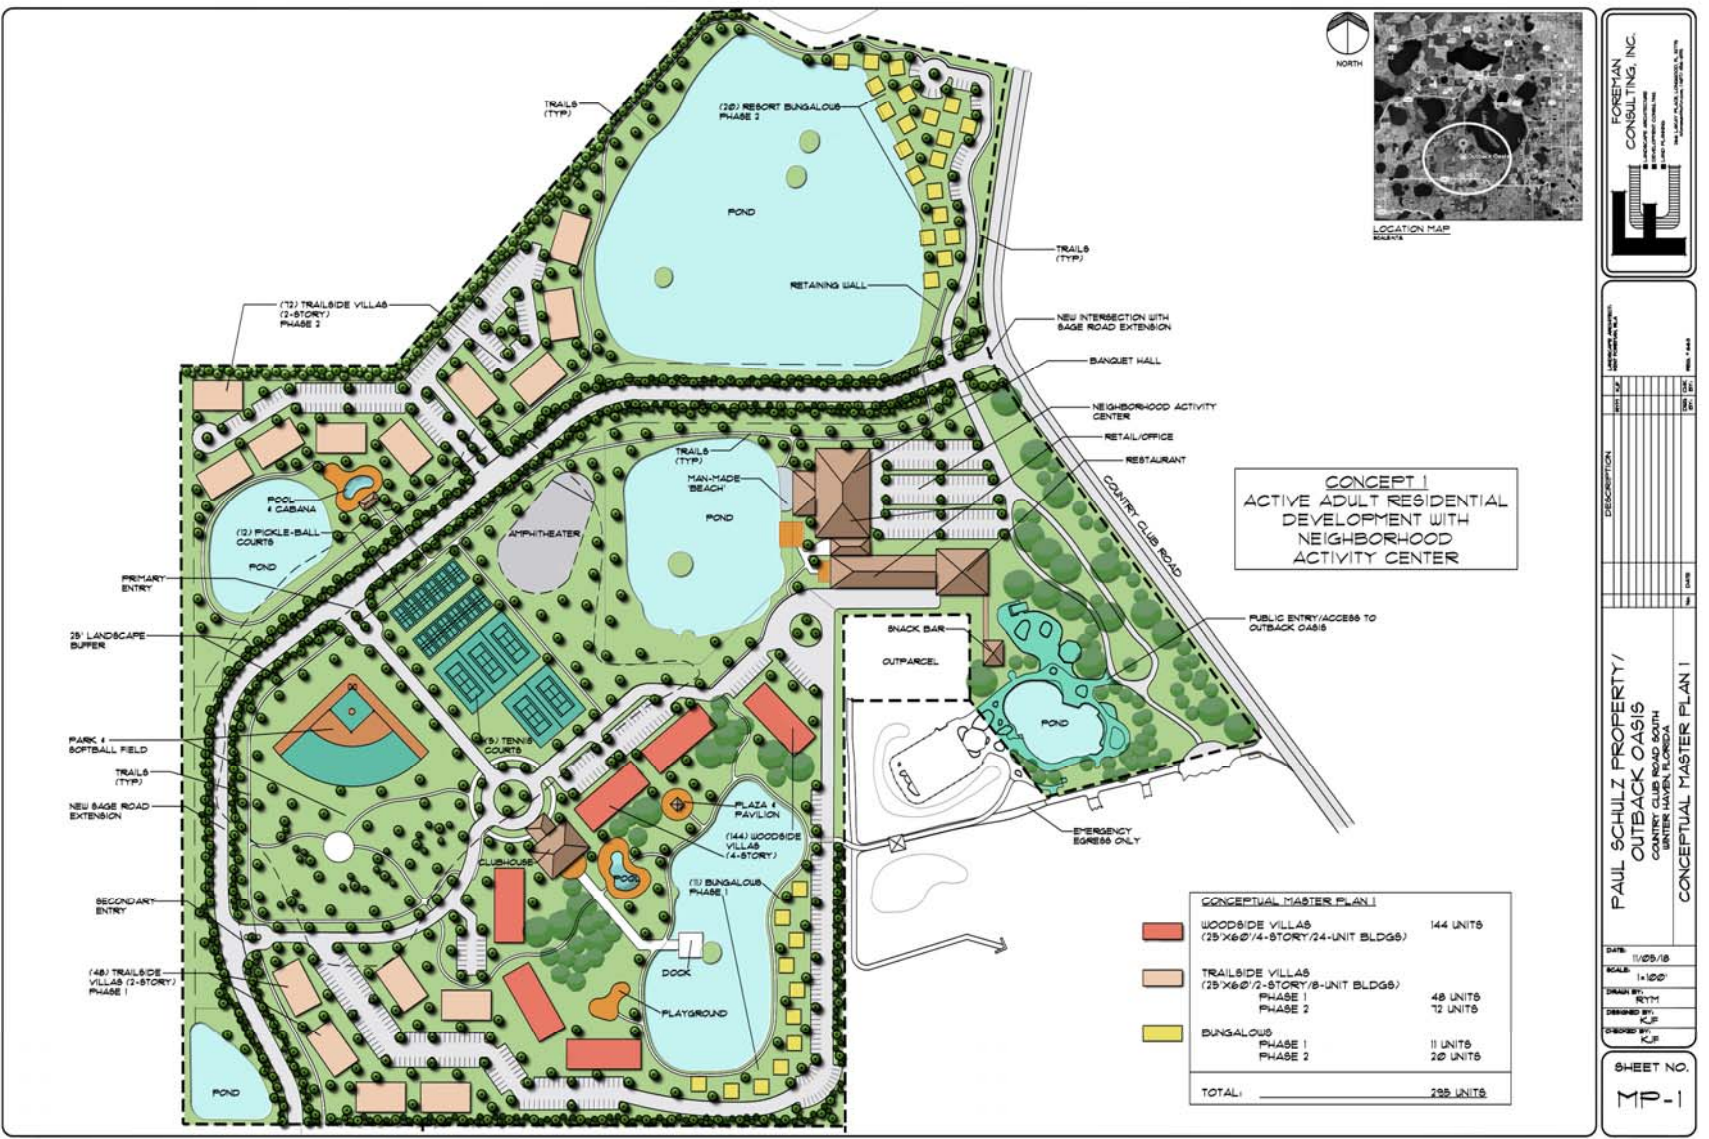 TRAILS
(TYP)
(20) RESORT BUNGALOWS
PHASE 2
POND
RETAINING WALL
TRAILS
(TYP)
(72) TRAILSIDE VILLAS
(2-STORY)
PHASE 2
NEW INTERSECTION WITH
SAGE ROAD EXTENSION
BANQUET HALL
NEIGHBORHOOD ACTIVITY
CENTER
RETAIL/OFFICE
RESTAURANT
COUNTRY CLUB ROAD
TRAILS
(TYP)
MAN-MADE
'BEACH'
POND
POOL
& CABANA
(12) PICKLE-BALL
COURTS
POND
AMPHITHEATER
PRIMARY
ENTRY
25' LANDSCAPE
BUFFER
SNACK BAR
OUTPARCEL
PUBLIC ENTRY/ACCESS TO
OUTBACK OASIS
POND
PARK &
SOFTBALL FIELD
(5) TENNIS
COURTS
TRAILS
(TYP)
NEW SAGE ROAD
EXTENSION
PLAZA &
PAVILION
(144) WOODSIDE
VILLAS
(4-STORY)
EMERGENCY
EGRESS ONLY
CLUBHOUSE
POOL
(11) BUNGALOWS
PHASE 1
SECONDARY
ENTRY
DOCK
(48) TRAILSIDE
VILLAS (2-STORY)
PHASE 1
PLAYGROUND
POND
NORTH
LOCATION MAP
CONCEPT 1
ACTIVE ADULT RESIDENTIAL
DEVELOPMENT WITH
NEIGHBORHOOD
ACTIVITY CENTER
CONCEPTUAL MASTER PLAN 1
WOODSIDE VILLAS 144 UNITS
(25'X60'/4-STORY/24-UNIT BLDGS)
TRAILSIDE VILLAS
(25'X60'/2-STORY/8-UNIT BLDGS)
PHASE 1 48 UNITS
PHASE 2 72 UNITS
BUNGALOWS
PHASE 1 11 UNITS
PHASE 2 20 UNITS
TOTAL: 295 UNITS
FOREMAN
CONSULTING, INC.
LANDSCAPE ARCHITECTURE
DEVELOPMENT CONSULTING
LAND PLANNING
DESCRIPTION
No. DATE
PAUL SCHULZ PROPERTY/
OUTBACK OASIS
COUNTRY CLUB ROAD SOUTH
WINTER HAVEN, FLORIDA
CONCEPTUAL MASTER PLAN 1
DATE:
11/05/18
SCALE:
1=100'
DRAWN BY:
RYM
DESIGNED BY:
KJF
CHECKED BY:
KJF
SHEET NO.
MP-1